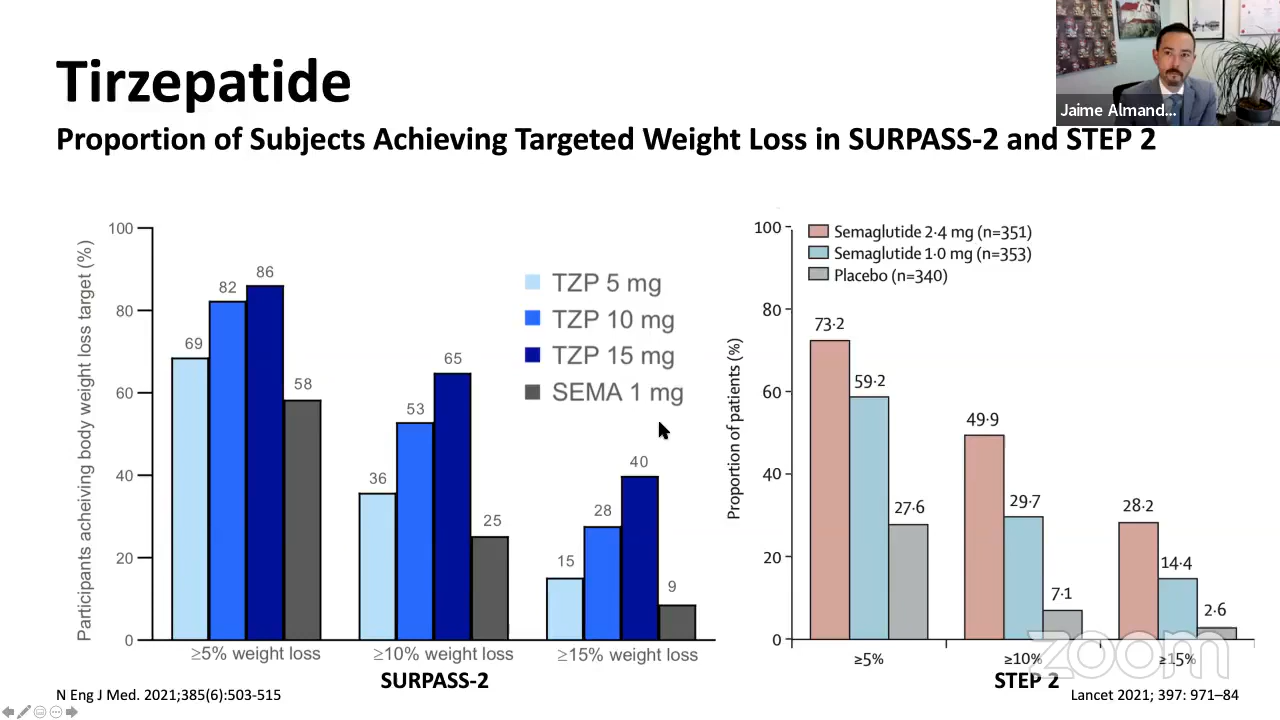 Tirzepatide
Jaime Almand...
Proportion of Subjects Achieving Targeted Weight Loss in SURPASS-2 and STEP 2
Participants acheiving body weight loss target (%)
100
80
60
40
20
0
69
82
86
58
36
53
65
25
15
28
40
9
TZP 5 mg
TZP 10 mg
TZP 15 mg
SEMA 1 mg
≥5% weight loss
≥10% weight loss
≥15% weight loss
SURPASS-2
N Eng J Med. 2021;385(6):503-515
Proportion of patients (%)
100
80
60
40
20
0
Semaglutide 2·4 mg (n=351)
Semaglutide 1·0 mg (n=353)
Placebo (n=340)
73·2
59·2
27·6
49·9
29·7
7·1
28·2
14·4
2·6
≥5%
≥10%
≥15%
STEP 2
Lancet 2021; 397: 971–84
zoom